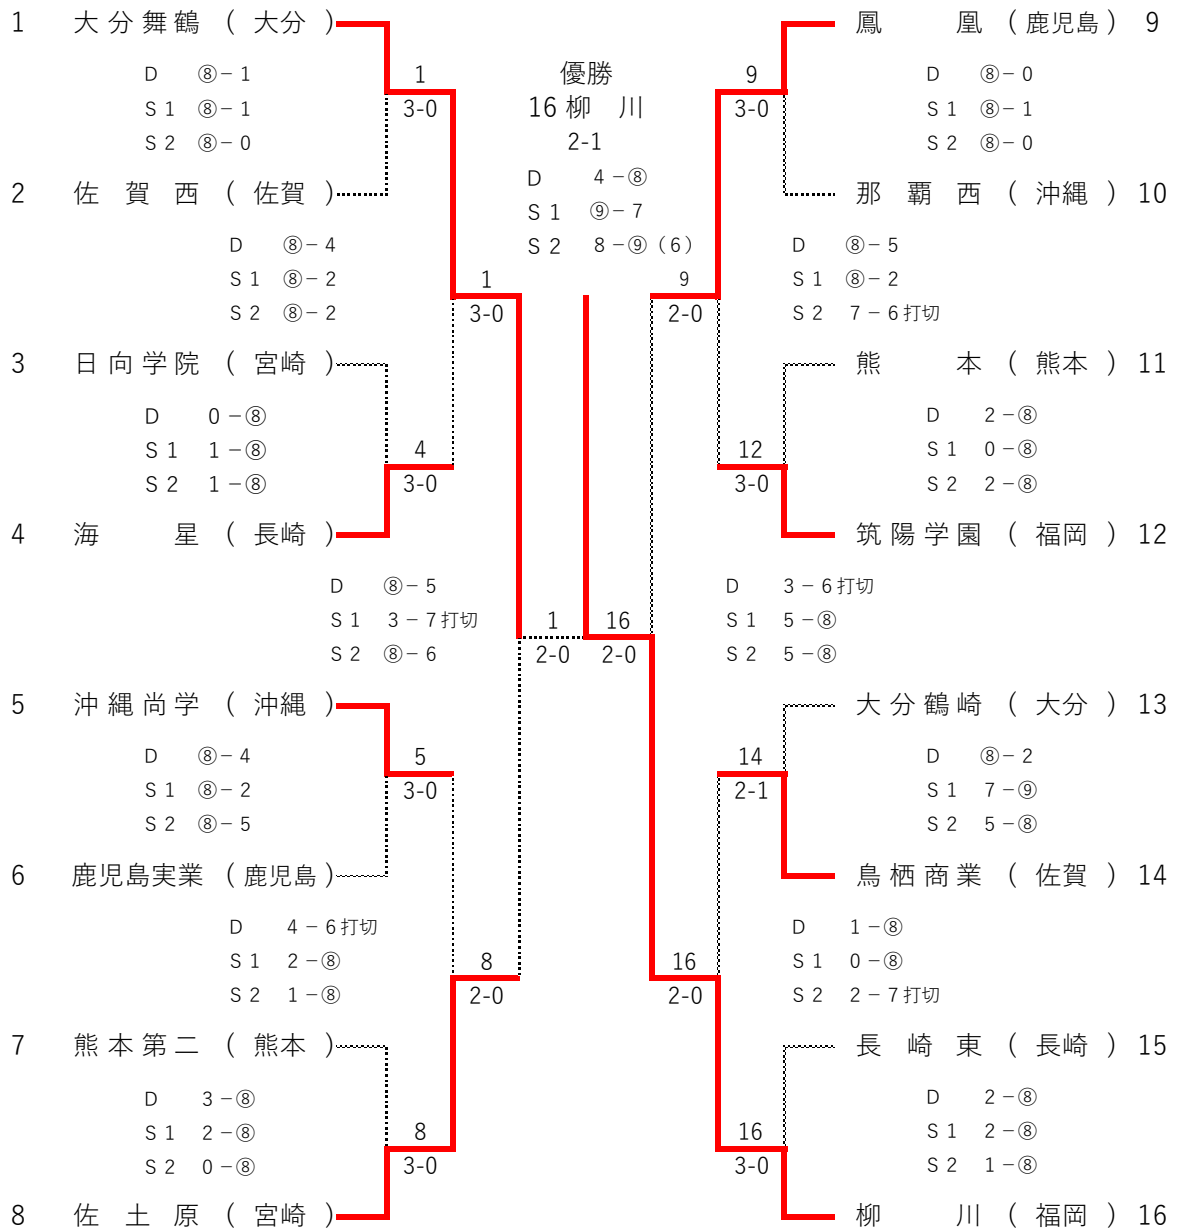 1 大分舞鶴 ( 大分 )
D ⑧－1
S1 ⑧－1
S2 ⑧－0
1
3-0
2 佐賀西 ( 佐賀 )
D ⑧－4
S1 ⑧－2
S2 ⑧－2
1
3-0
3 日向学院 ( 宮崎 )
D 0－⑧
S1 1－⑧
S2 1－⑧
4
3-0
4 海星 ( 長崎 )
D ⑧－5
S1 3－7打切
S2 ⑧－6
1
2-0
5 沖縄尚学 ( 沖縄 )
D ⑧－4
S1 ⑧－2
S2 ⑧－5
5
3-0
6 鹿児島実業 ( 鹿児島 )
D 4－6打切
S1 2－⑧
S2 1－⑧
8
2-0
7 熊本第二 ( 熊本 )
D 3－⑧
S1 2－⑧
S2 0－⑧
8
3-0
8 佐土原 ( 宮崎 )
優勝
16 柳川
2-1
D 4－⑧
S1 ⑨－7
S2 8－⑨（6）
鳳凰 ( 鹿児島 ) 9
D ⑧－0
S1 ⑧－1
S2 ⑧－0
9
3-0
那覇西 ( 沖縄 ) 10
D ⑧－5
S1 ⑧－2
S2 7－6打切
9
2-0
熊本 ( 熊本 ) 11
D 2－⑧
S1 0－⑧
S2 2－⑧
12
3-0
筑陽学園 ( 福岡 ) 12
D 3－6打切
S1 5－⑧
S2 5－⑧
16
2-0
大分鶴崎 ( 大分 ) 13
D ⑧－2
S1 7－⑨
S2 5－⑧
14
2-1
鳥栖商業 ( 佐賀 ) 14
D 1－⑧
S1 0－⑧
S2 2－7打切
16
2-0
長崎東 ( 長崎 ) 15
D 2－⑧
S1 2－⑧
S2 1－⑧
16
3-0
柳川 ( 福岡 ) 16